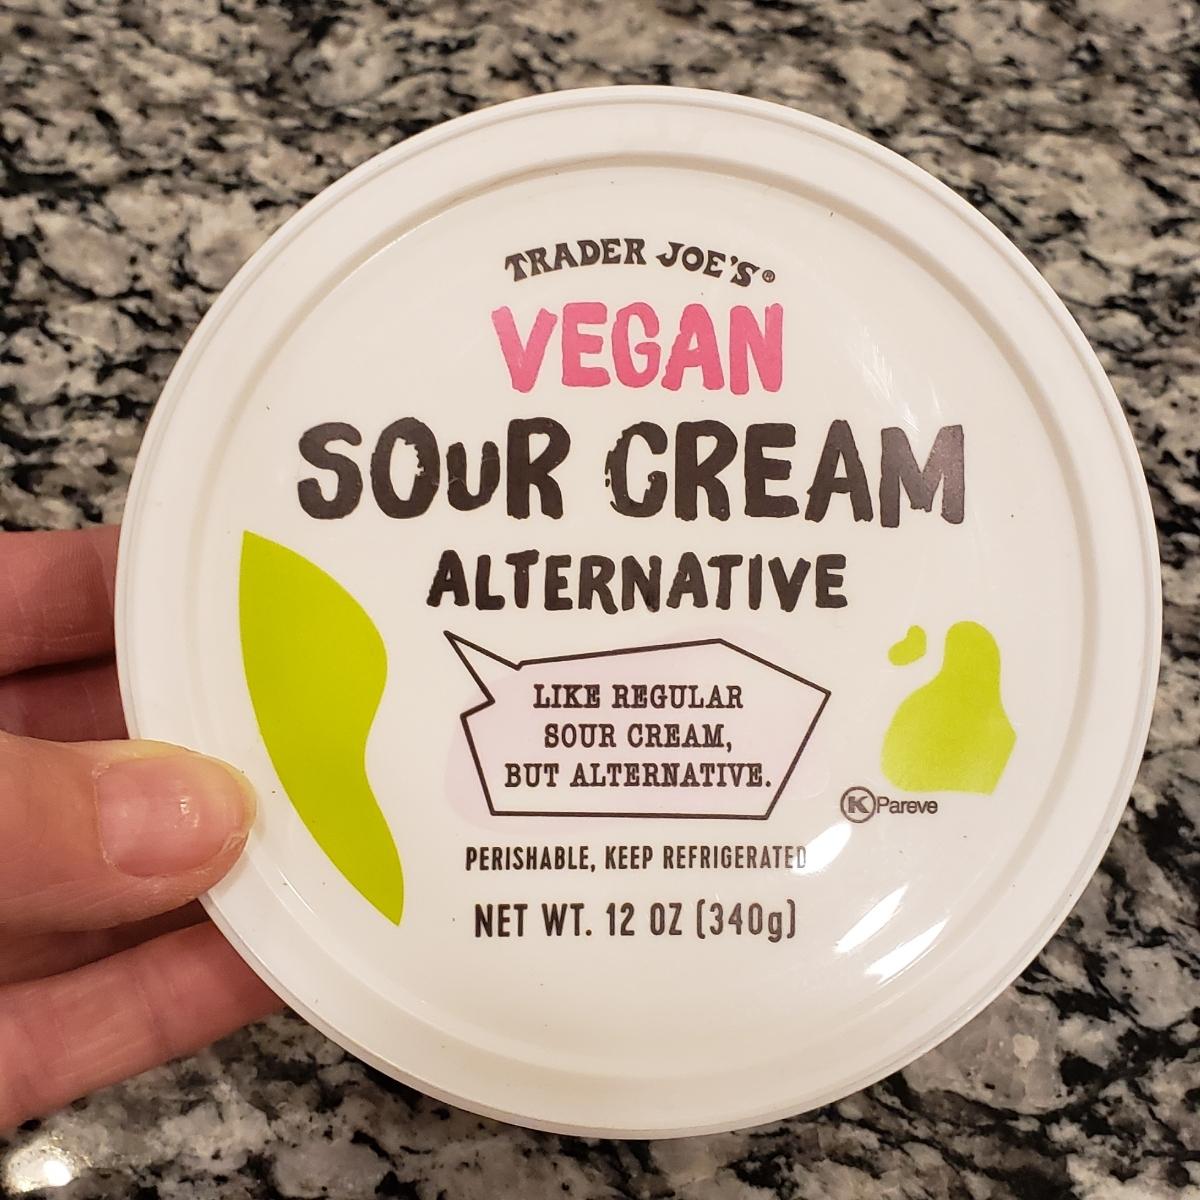 TRADER JOE'S®
VEGAN
SOUR CREAM
ALTERNATIVE
LIKE REGULAR
SOUR CREAM,
BUT ALTERNATIVE.
K Pareve
PERISHABLE, KEEP REFRIGERATED
NET WT. 12 OZ (340g)